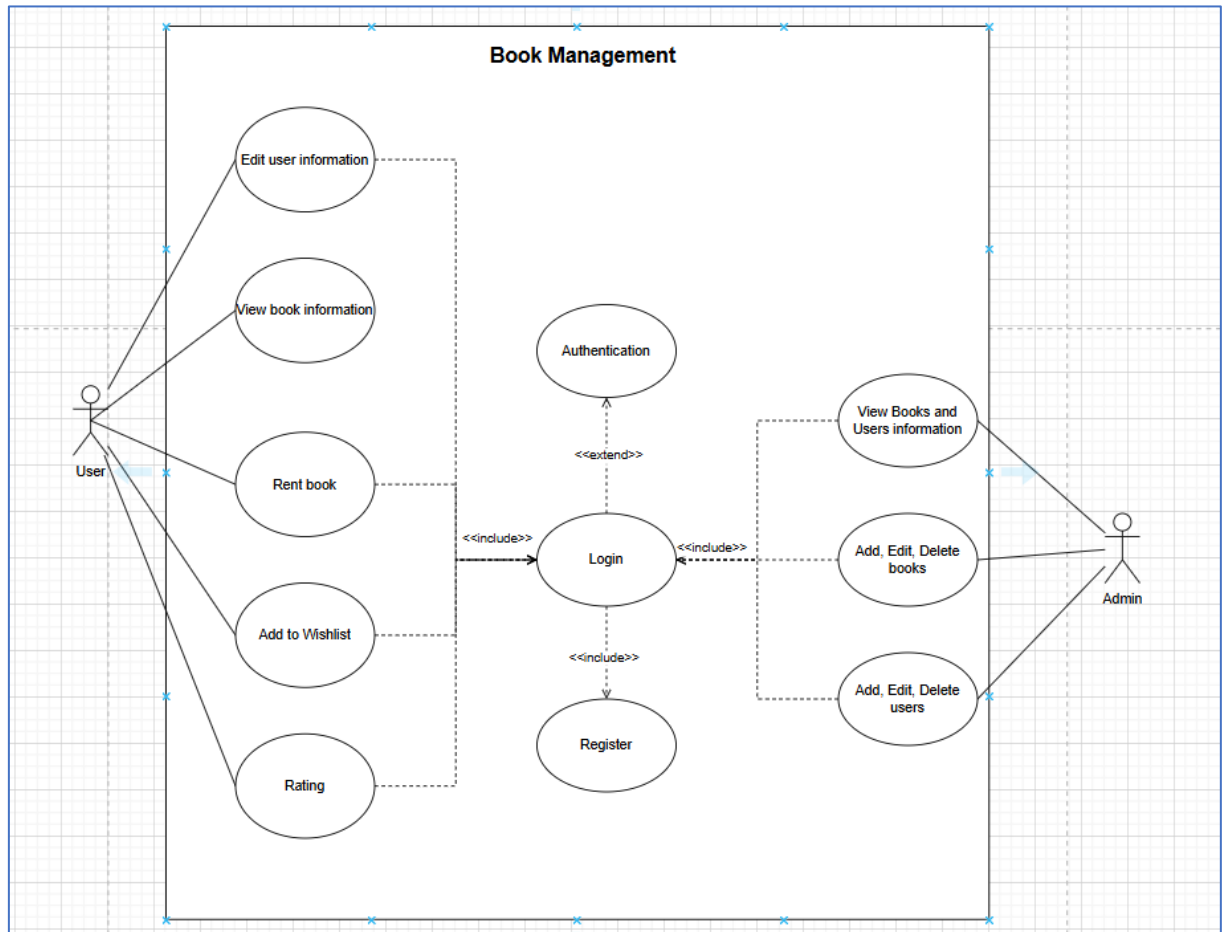 Book Management
Edit user information
View book information
Authentication
View Books and
Users information
<<extend>>
User
Rent book
<<include>>
Login
<<include>>
Add, Edit, Delete
books
Admin
Add to Wishlist
<<include>>
Add, Edit, Delete
users
Register
Rating